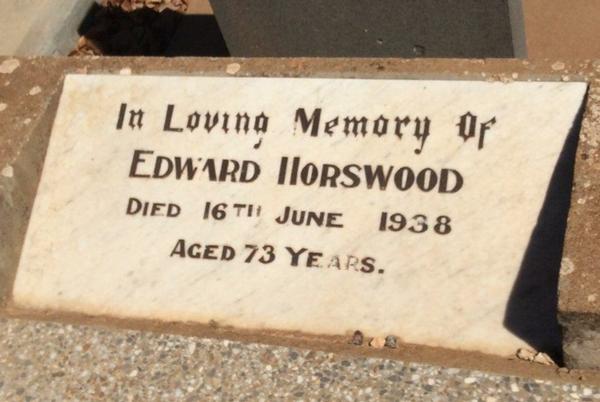 In Loving Memory Of
EDWARD HORSWOOD
DIED 16TH JUNE 1938
AGED 73 YEARS.